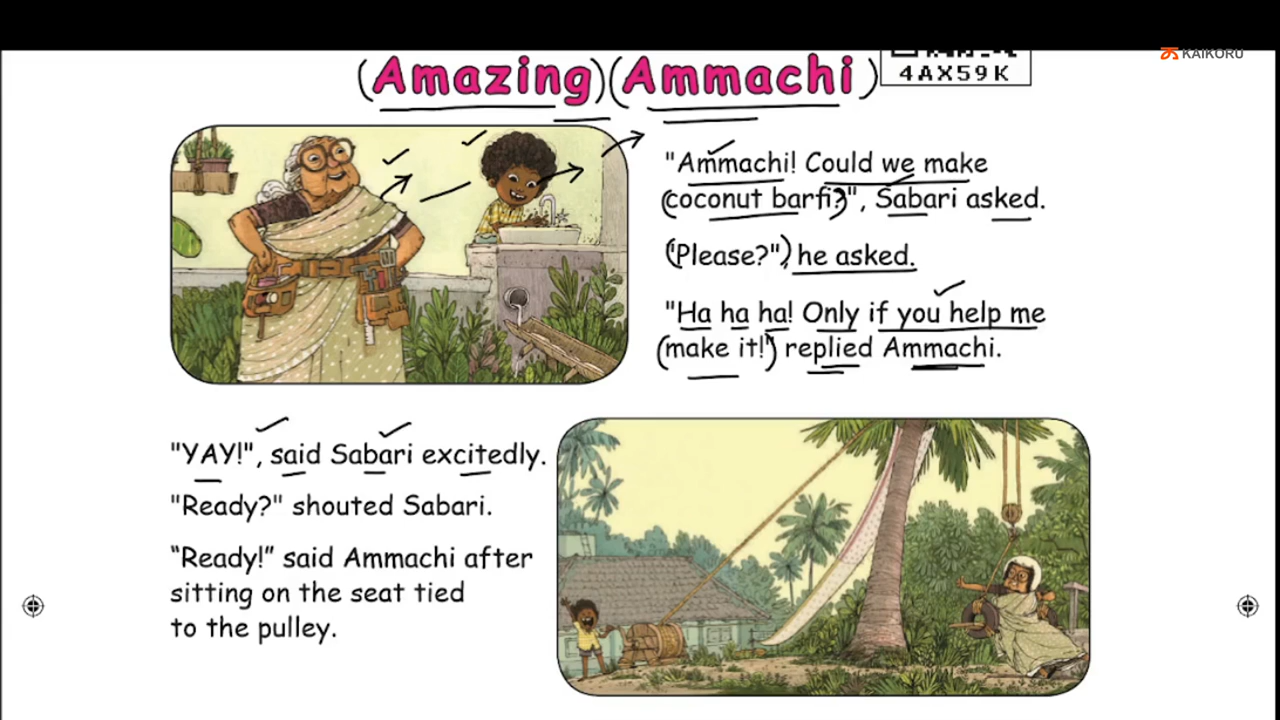 KAIKORU
Amazing Ammachi
4AX59K
"Ammachi! Could we make
coconut barfi?", Sabari asked.
"Please?", he asked.
"Ha ha ha! Only if you help me
make it!" replied Ammachi.
"YAY!", said Sabari excitedly.
"Ready?" shouted Sabari.
“Ready!” said Ammachi after
sitting on the seat tied
to the pulley.